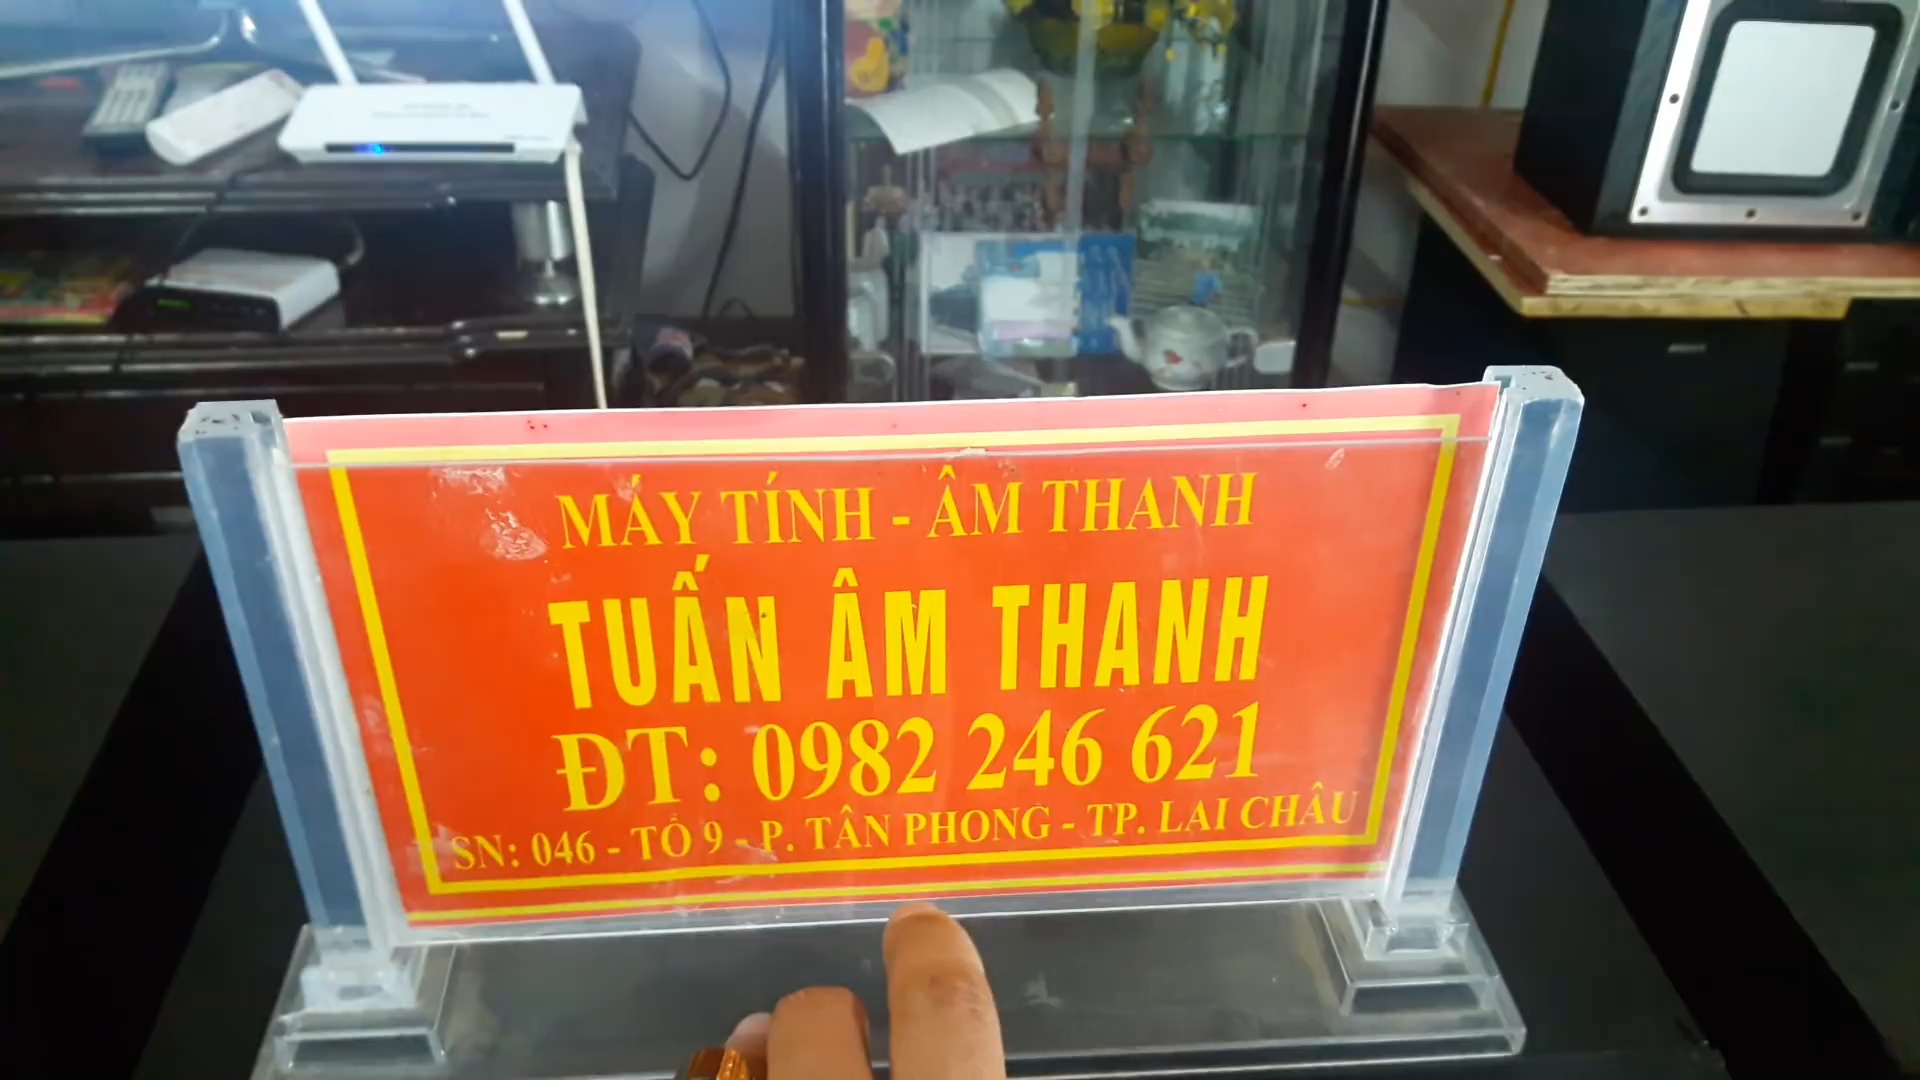 MÁY TÍNH - ÂM THANH
TUẤN ÂM THANH
ĐT: 0982 246 621
SN: 046 - TỔ 9 - P. TÂN PHONG - TP. LAI CHÂU